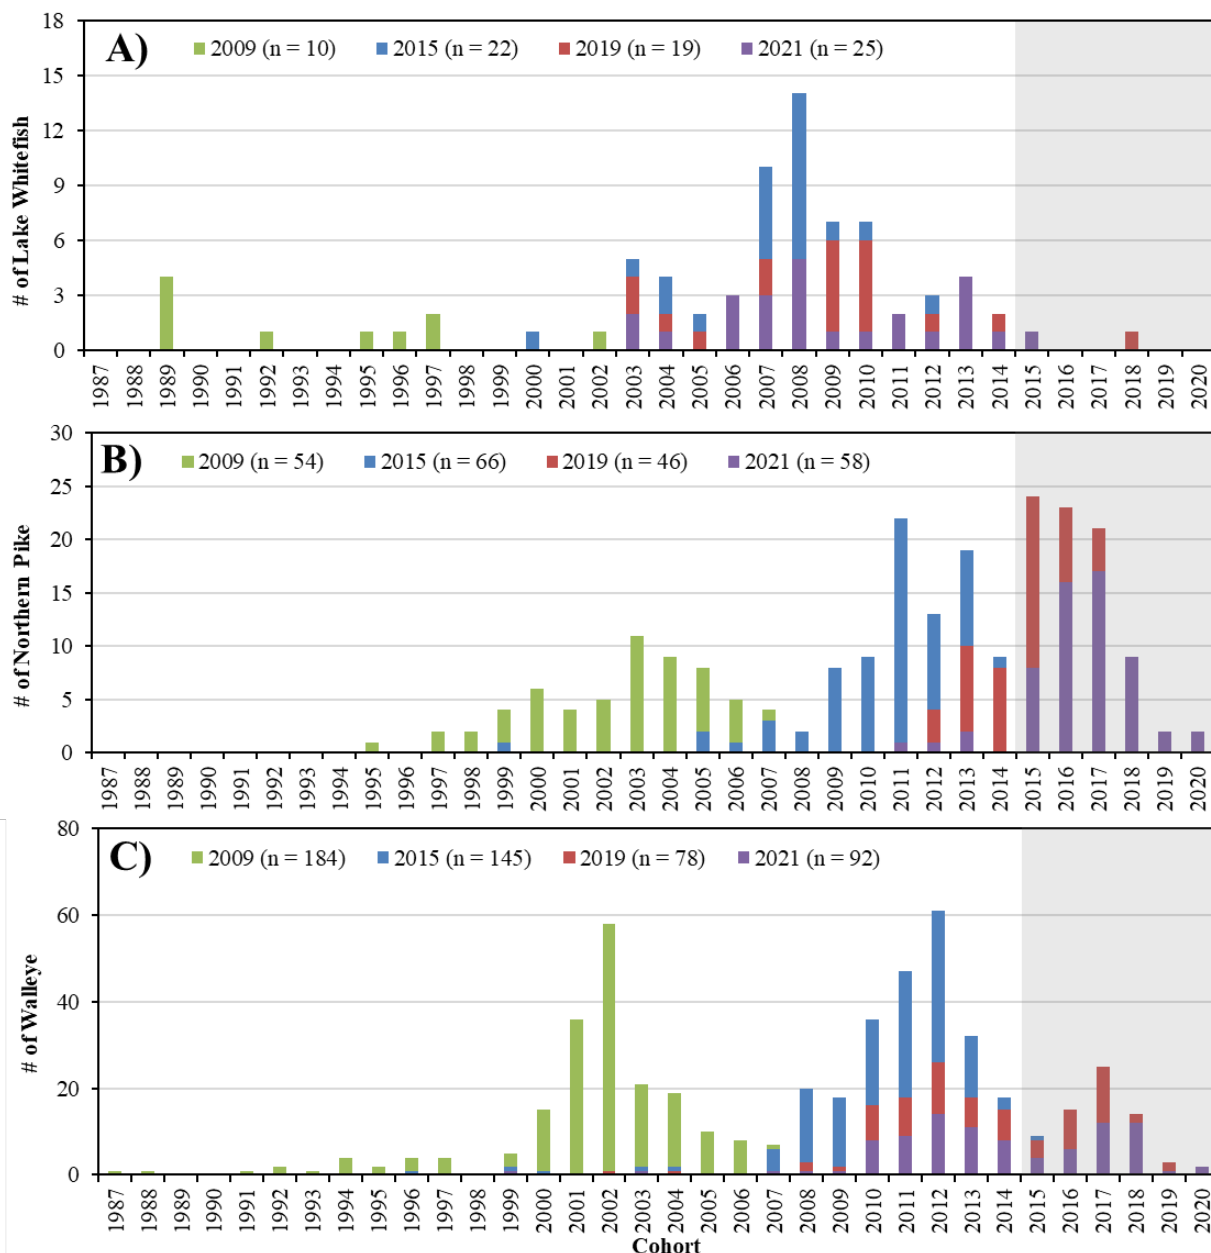 A)
2009 (n = 10) 2015 (n = 22) 2019 (n = 19) 2021 (n = 25)
# of Lake Whitefish
18
15
12
9
6
3
0
1987 1988 1989 1990 1991 1992 1993 1994 1995 1996 1997 1998 1999 2000 2001 2002 2003 2004 2005 2006 2007 2008 2009 2010 2011 2012 2013 2014 2015 2016 2017 2018 2019 2020
B)
2009 (n = 54) 2015 (n = 66) 2019 (n = 46) 2021 (n = 58)
# of Northern Pike
30
25
20
15
10
5
0
1987 1988 1989 1990 1991 1992 1993 1994 1995 1996 1997 1998 1999 2000 2001 2002 2003 2004 2005 2006 2007 2008 2009 2010 2011 2012 2013 2014 2015 2016 2017 2018 2019 2020
C)
2009 (n = 184) 2015 (n = 145) 2019 (n = 78) 2021 (n = 92)
# of Walleye
80
60
40
20
0
1987 1988 1989 1990 1991 1992 1993 1994 1995 1996 1997 1998 1999 2000 2001 2002 2003 2004 2005 2006 2007 2008 2009 2010 2011 2012 2013 2014 2015 2016 2017 2018 2019 2020
Cohort